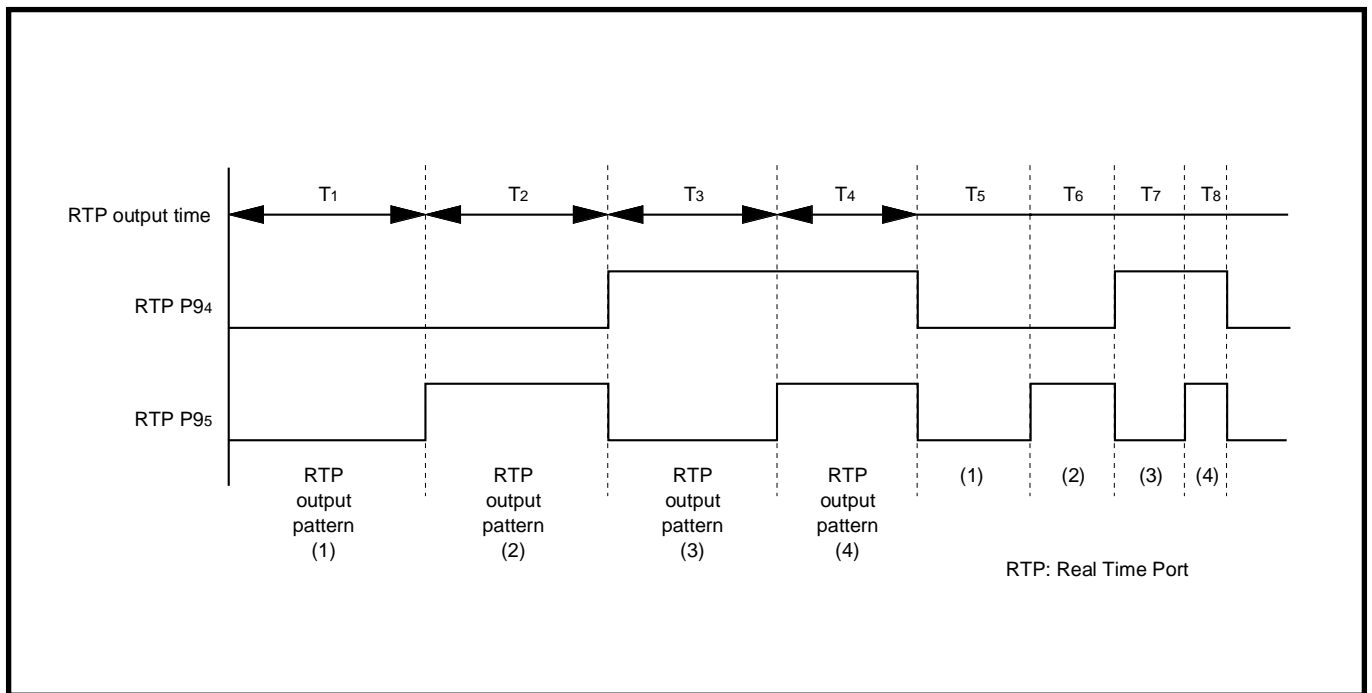 T1 T2 T3 T4 T5 T6 T7 T8
RTP output time
RTP P94
RTP P95
RTP output pattern (1)
RTP output pattern (2)
RTP output pattern (3)
RTP output pattern (4)
(1) (2) (3) (4)
RTP: Real Time Port